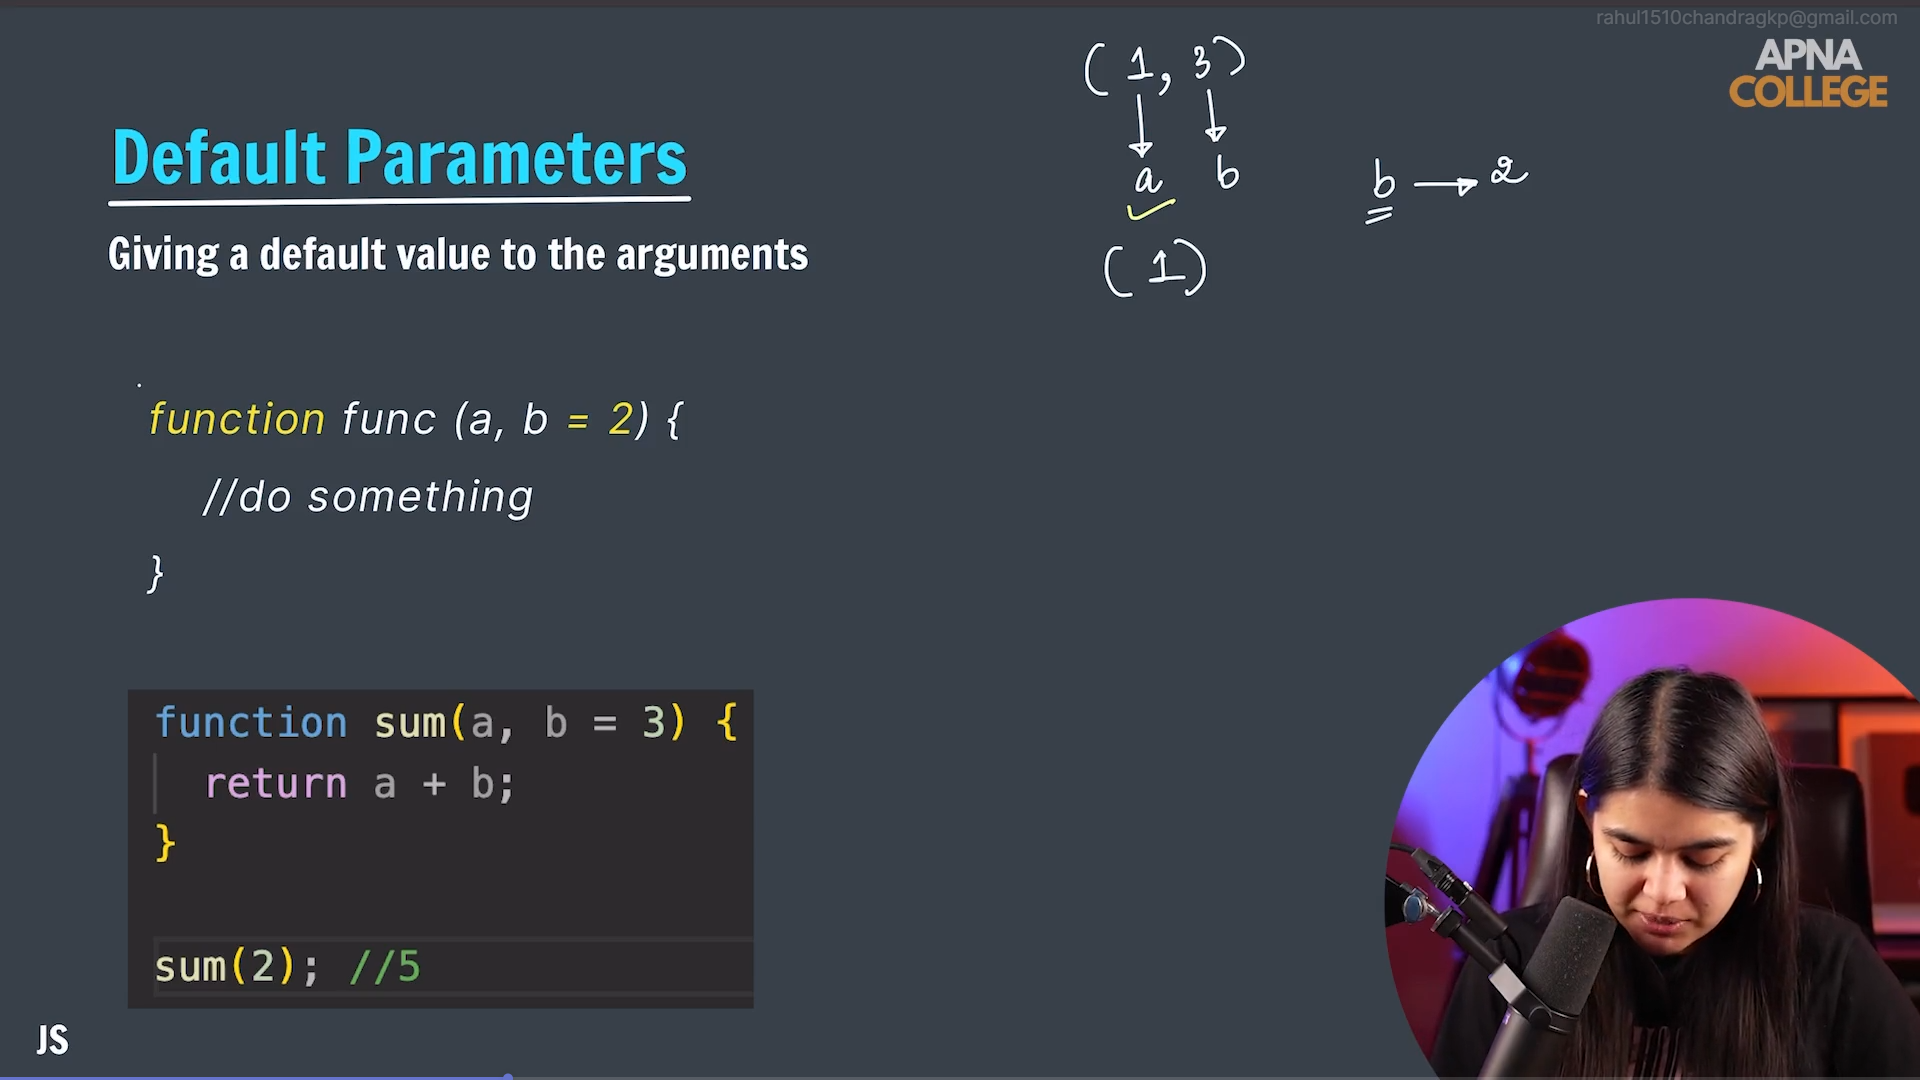 rahul1510chandragkp@gmail.com
APNA
COLLEGE
Default Parameters
Giving a default value to the arguments
(1, 3)
a b
b → 2
(1)
function func (a, b = 2) {
//do something
}
function sum(a, b = 3) {
return a + b;
}
sum(2); //5
JS